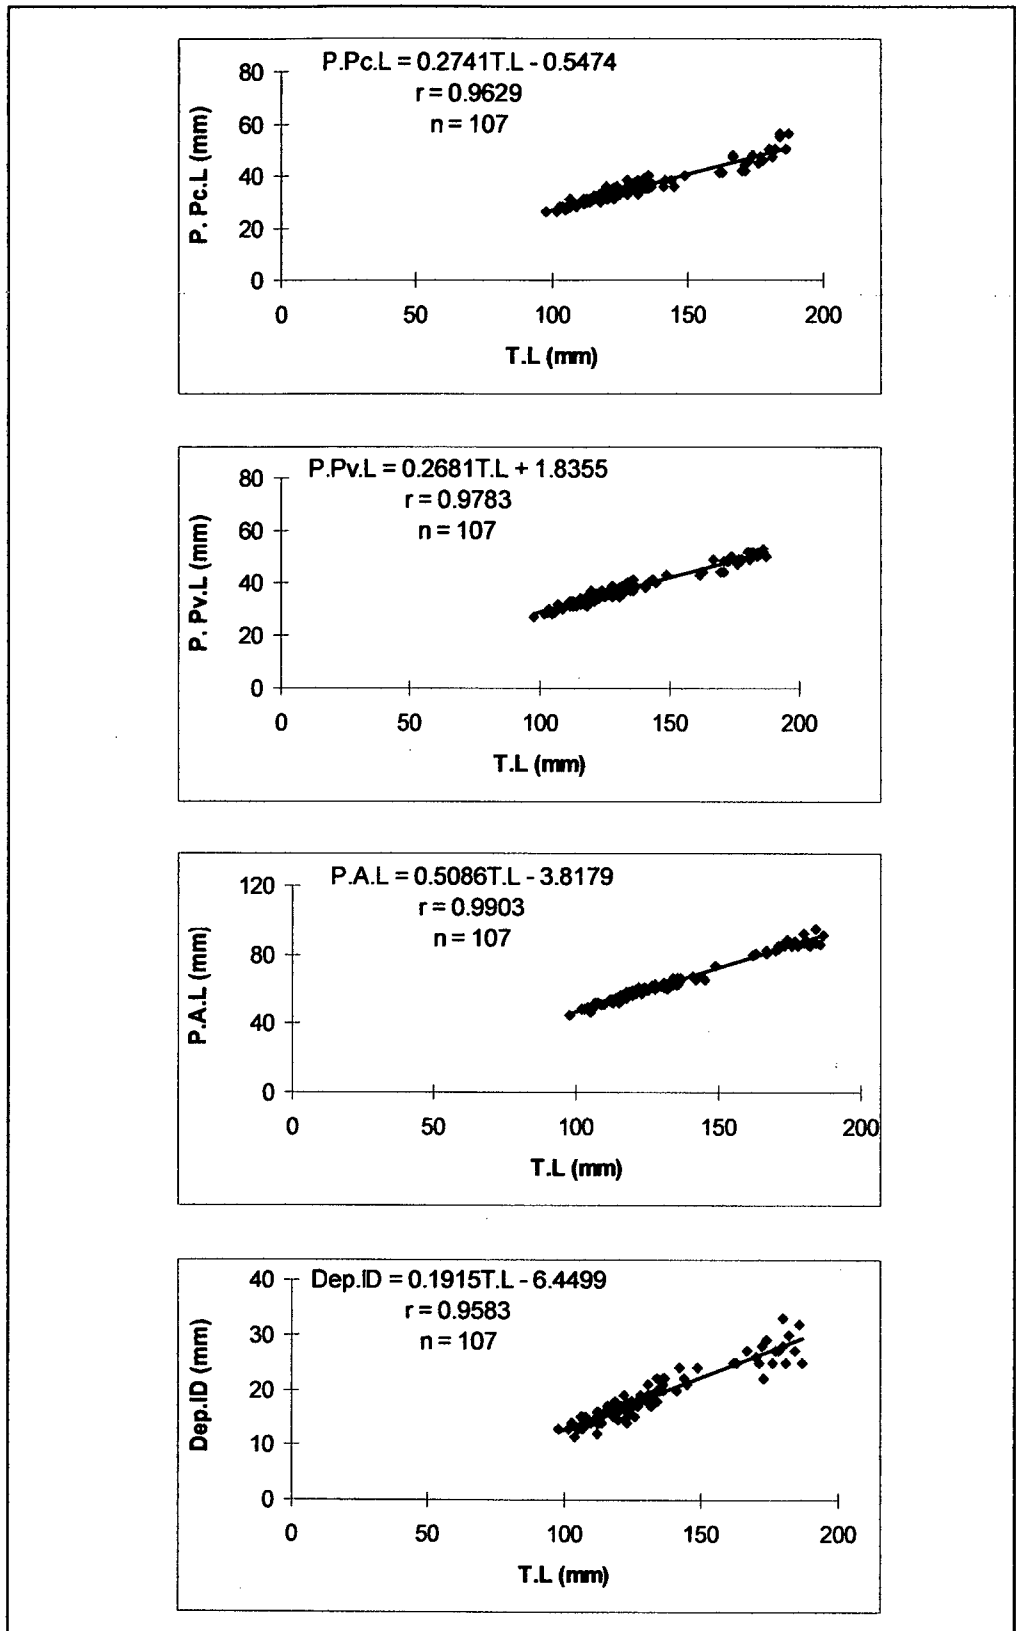 P.Pc.L = 0.2741T.L - 0.5474
r = 0.9629
n = 107
80
60
40
20
0
P. Pc.L (mm)
0 50 100 150 200
T.L (mm)
P.Pv.L = 0.2681T.L + 1.8355
r = 0.9783
n = 107
80
60
40
20
0
P. Pv.L (mm)
0 50 100 150 200
T.L (mm)
P.A.L = 0.5086T.L - 3.8179
r = 0.9903
n = 107
120
80
40
0
P.A.L (mm)
0 50 100 150 200
T.L (mm)
Dep.ID = 0.1915T.L - 6.4499
r = 0.9583
n = 107
40
30
20
10
0
Dep.ID (mm)
0 50 100 150 200
T.L (mm)